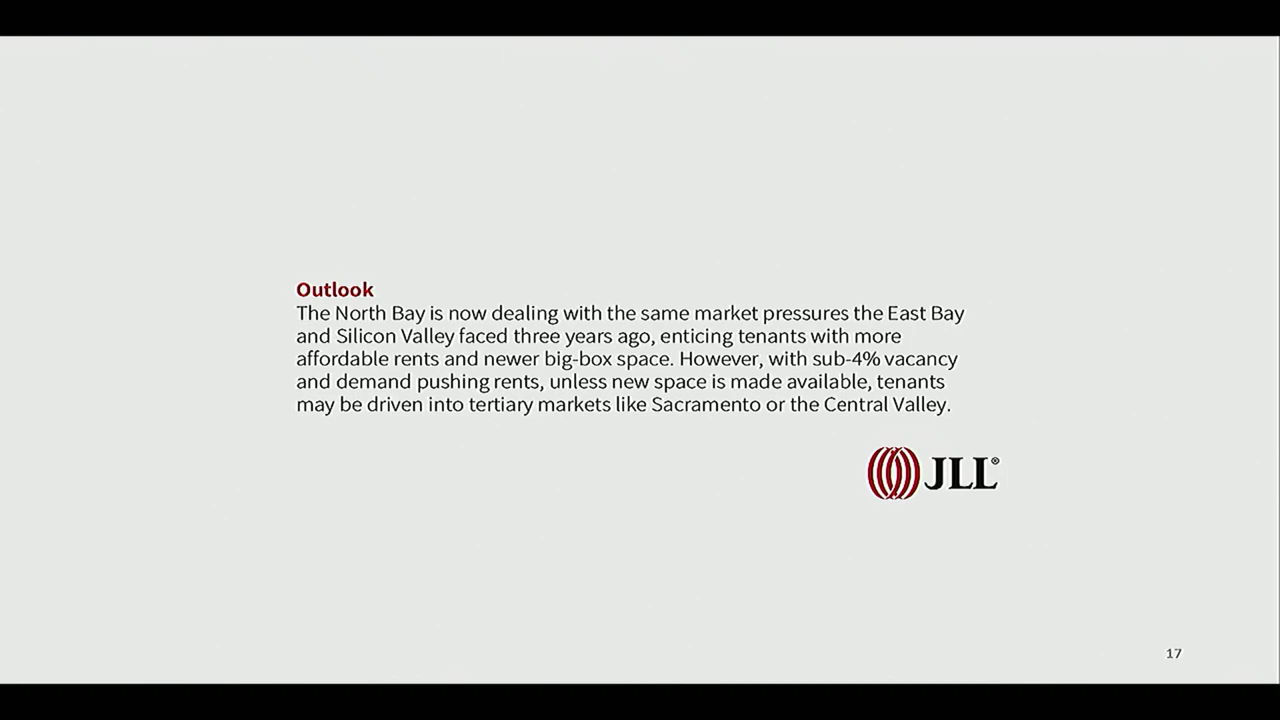 Outlook
The North Bay is now dealing with the same market pressures the East Bay
and Silicon Valley faced three years ago, enticing tenants with more
affordable rents and newer big-box space. However, with sub-4% vacancy
and demand pushing rents, unless new space is made available, tenants
may be driven into tertiary markets like Sacramento or the Central Valley.
JLL®
17